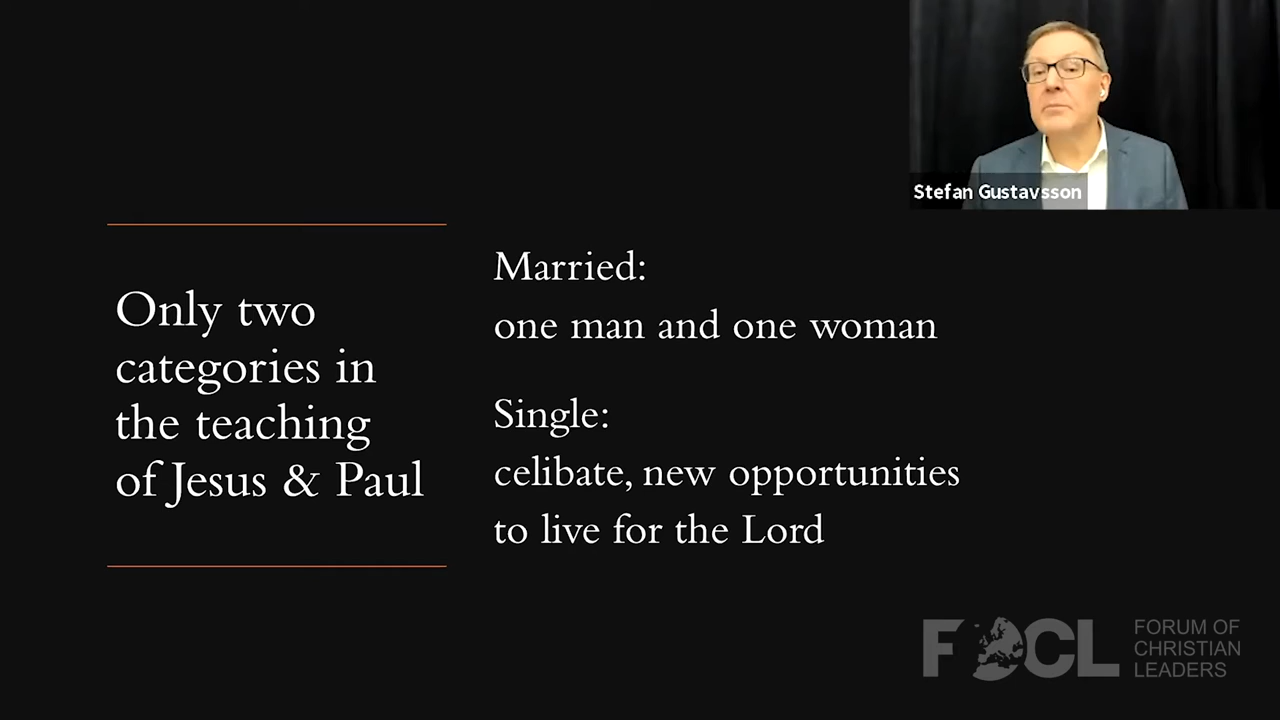 Stefan Gustavsson
Only two
categories in
the teaching
of Jesus & Paul
Married:
one man and one woman
Single:
celibate, new opportunities
to live for the Lord
FOCL
FORUM OF
CHRISTIAN
LEADERS